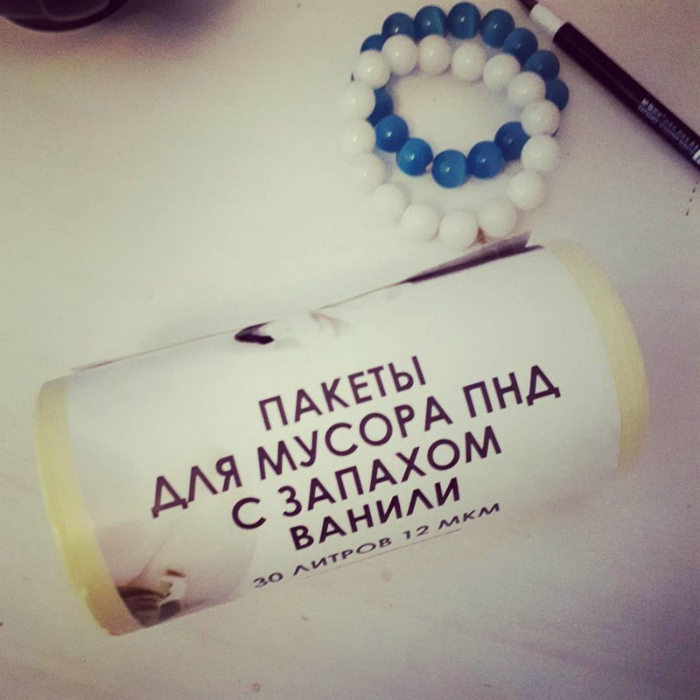 ПАКЕТЫ
ДЛЯ МУСОРА ПНД
С ЗАПАХОМ
ВАНИЛИ
30 ЛИТРОВ 12 МКМ